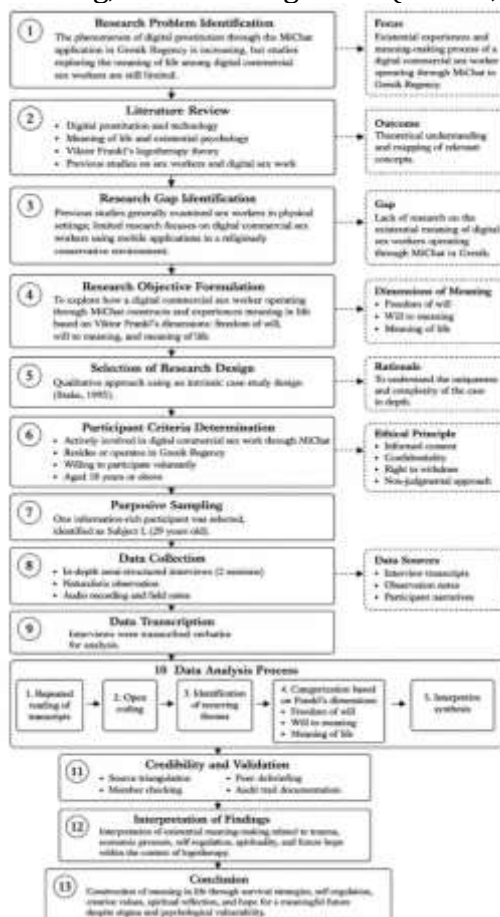 1
Research Problem Identification
The phenomenon of digital prostitution through the MiChat
application in Gresik Regency is increasing, but studies
exploring the meaning of life among digital commercial
sex workers are still limited.
Focus
Existential experiences and
meaning-making process of a
digital commercial sex worker
operating through MiChat in
Gresik Regency.
2
Literature Review
• Digital prostitution and technology
• Meaning of life and existential psychology
• Viktor Frankl's logotherapy theory
• Previous studies on sex workers and digital sex work
Outcome
Theoretical understanding
and mapping of relevant
concepts.
3
Research Gap Identification
Previous studies generally examined sex workers in physical
settings; limited research focuses on digital commercial sex
workers using mobile applications in a religiously
conservative environment.
Gap
Lack of research on the
existential meaning of digital
sex workers operating
through MiChat in Gresik.
4
Research Objective Formulation
To explore how a digital commercial sex worker operating
through MiChat constructs and experiences meaning in life
based on Viktor Frankl's dimensions: freedom of will,
will to meaning, and meaning of life.
Dimensions of Meaning
• Freedom of will
• Will to meaning
• Meaning of life
5
Selection of Research Design
Qualitative approach using an intrinsic case study design
(Stake, 1995).
Rationale
To understand the uniqueness
and complexity of the case
in depth.
6
Participant Criteria Determination
• Actively involved in digital commercial sex work through MiChat
• Resides or operates in Gresik Regency
• Willing to participate voluntarily
• Aged 18 years or above
Ethical Principle
• Informed consent
• Confidentiality
• Right to withdraw
• Non-judgmental approach
7
Purposive Sampling
One information-rich participant was selected,
identified as Subject L (29 years old).
8
Data Collection
• In-depth semi-structured interviews (2 sessions)
• Naturalistic observation
• Audio recording and field notes
Data Sources
• Interview transcripts
• Observation notes
• Participant narratives
9
Data Transcription
Interviews were transcribed verbatim
for analysis.
10 Data Analysis Process
1. Repeated
reading of
transcripts
2. Open
coding
3. Identification
of recurring
themes
4. Categorization based
on Frankl's dimensions
• Freedom of will
• Will to meaning
• Meaning of life
5. Interpretive
synthesis
11
Credibility and Validation
• Source triangulation
• Peer debriefing
• Member checking
• Audit trail documentation
12
Interpretation of Findings
Interpretation of existential meaning-making related to trauma,
economic pressure, self-regulation, spirituality, and future hope
within the context of logotherapy.
13
Conclusion
Construction of meaning in life through survival strategies, self-regulation,
creative values, spiritual reflection, and hope for a meaningful future
despite stigma and psychological vulnerability.